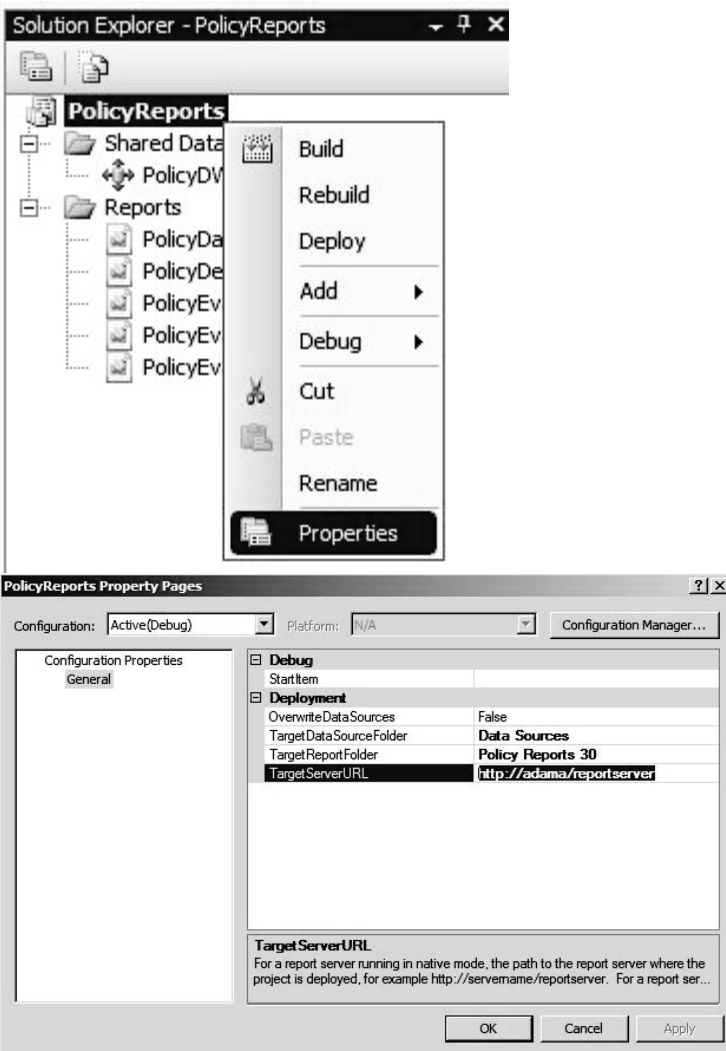 Solution Explorer - PolicyReports
PolicyReports
Shared Data
PolicyDW
Reports
PolicyDa
PolicyDe
PolicyEv
PolicyEv
PolicyEv
Build
Rebuild
Deploy
Add
Debug
Cut
Paste
Rename
Properties
PolicyReports Property Pages
Configuration: Active(Debug) Platform: N/A Configuration Manager...
Configuration Properties
General
Debug
StartItem
Deployment
OverwriteDataSources False
TargetDataSourceFolder Data Sources
TargetReportFolder Policy Reports 30
TargetServerURL http://adama/reportserver
TargetServerURL
For a report server running in native mode, the path to the report server where the
project is deployed, for example http://servername/reportserver. For a report ser...
OK Cancel Apply